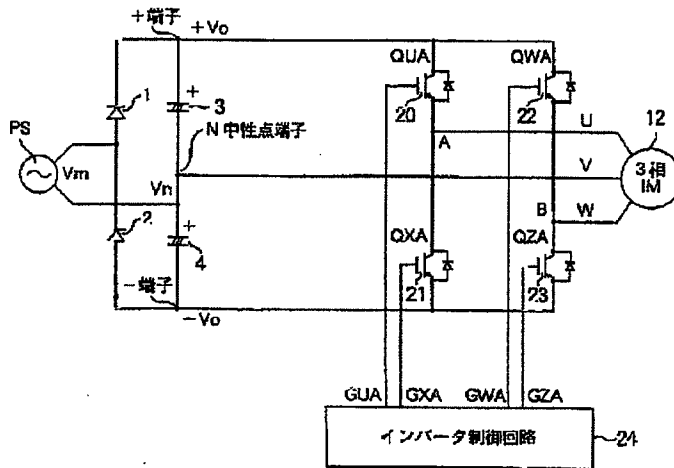 +端子
+Vo
QUA
QWA
1
+
3
20
22
PS
N 中性点端子
U
12
A
Vm
V
3相
IM
Vn
B
W
2
+
QXA
QZA
4
21
23
-端子
-Vo
GUA
GXA
GWA
GZA
インバータ制御回路
24